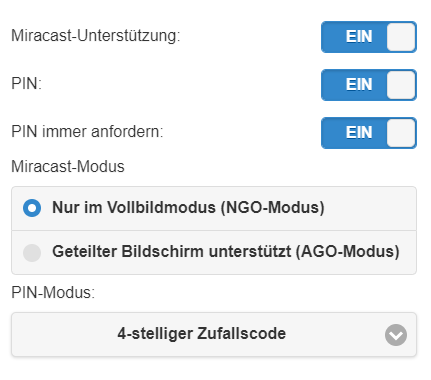 Miracast-Unterstützung:
EIN
PIN:
EIN
PIN immer anfordern:
EIN
Miracast-Modus
Nur im Vollbildmodus (NGO-Modus)
Geteilter Bildschirm unterstützt (AGO-Modus)
PIN-Modus:
4-stelliger Zufallscode